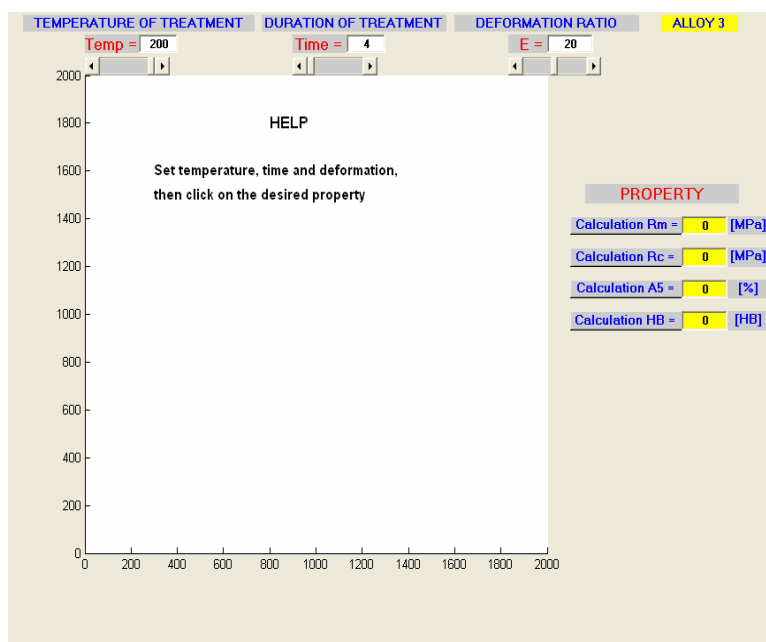 TEMPERATURE OF TREATMENT DURATION OF TREATMENT DEFORMATION RATIO ALLOY 3
Temp = 200 Time = 4 E = 20
2000
1800
HELP
1600
Set temperature, time and deformation,
then click on the desired property
PROPERTY
1400
Calculation Rm = 0 [MPa]
1200
Calculation Rc = 0 [MPa]
Calculation A5 = 0 [%]
1000
Calculation HB = 0 [HB]
800
600
400
200
0
0 200 400 600 800 1000 1200 1400 1600 1800 2000